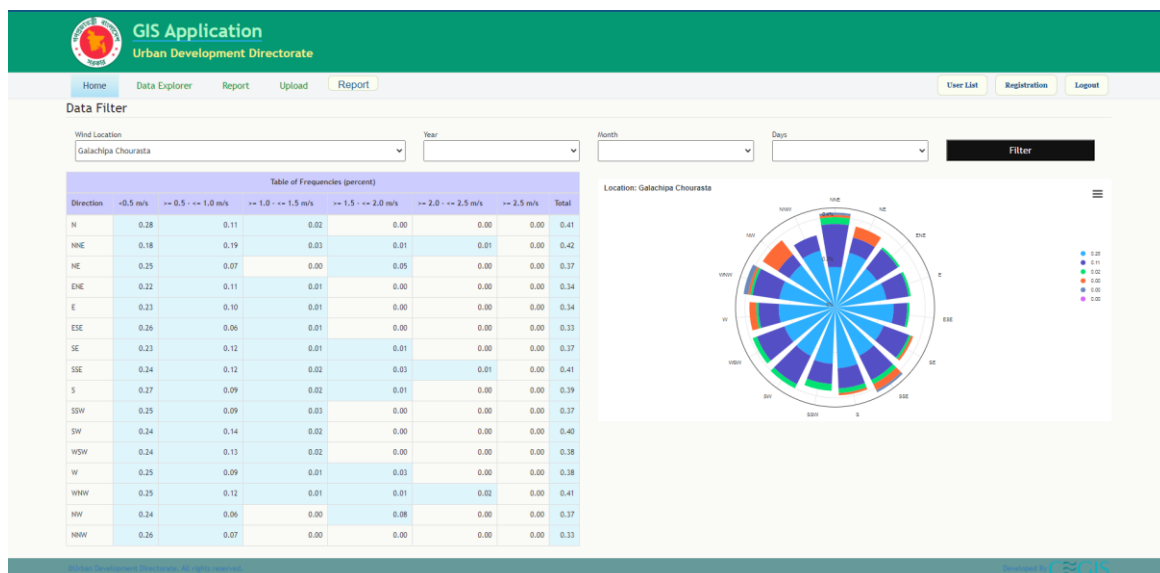 GIS Application
Urban Development Directorate
Home Data Explorer Report Upload Report User List Registration Logout
Data Filter
Wind Location Year Month Days
Galachipa Chourasta Filter
Table of Frequencies (percent)
Direction <0.5 m/s >= 0.5 - <= 1.0 m/s >= 1.0 - <= 1.5 m/s >= 1.5 - <= 2.0 m/s >= 2.0 - <= 2.5 m/s >= 2.5 m/s Total
N 0.28 0.11 0.02 0.00 0.00 0.00 0.41
NNE 0.18 0.19 0.03 0.01 0.01 0.00 0.42
NE 0.25 0.07 0.00 0.05 0.00 0.00 0.37
ENE 0.22 0.11 0.01 0.00 0.00 0.00 0.34
E 0.23 0.10 0.01 0.00 0.00 0.00 0.34
ESE 0.26 0.06 0.01 0.00 0.00 0.00 0.33
SE 0.23 0.12 0.01 0.01 0.00 0.00 0.37
SSE 0.24 0.12 0.02 0.03 0.01 0.00 0.41
S 0.27 0.09 0.02 0.01 0.00 0.00 0.39
SSW 0.25 0.09 0.03 0.00 0.00 0.00 0.37
SW 0.24 0.14 0.02 0.00 0.00 0.00 0.40
WSW 0.24 0.13 0.02 0.00 0.00 0.00 0.38
W 0.25 0.09 0.01 0.03 0.00 0.00 0.38
WNW 0.25 0.12 0.01 0.01 0.02 0.00 0.41
NW 0.24 0.06 0.00 0.08 0.00 0.00 0.37
NNW 0.26 0.07 0.00 0.00 0.00 0.00 0.33
Location: Galachipa Chourasta
NNE
NNW NE
NW ENE
WNW E
W ESE
WSW SE
SW SSE
SSW S
0.11
0.02
0.00
0.00
0.00
Urban Development Directorate. All rights reserved. Developed By CEGIS